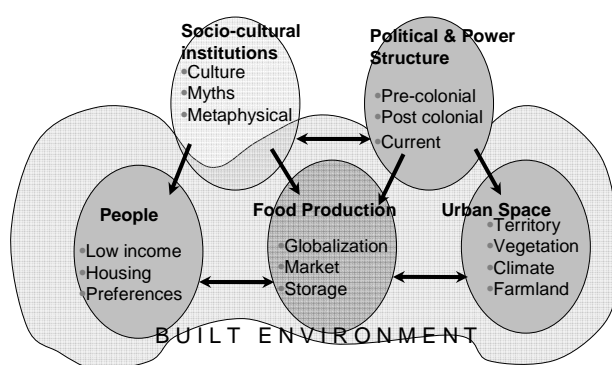 Socio-cultural
institutions
•Culture
•Myths
•Metaphysical
Political & Power
Structure
•Pre-colonial
•Post colonial
•Current
People
•Low income
•Housing
•Preferences
Food Production
•Globalization
•Market
•Storage
Urban Space
•Territory
•Vegetation
•Climate
•Farmland
BUILT ENVIRONMENT